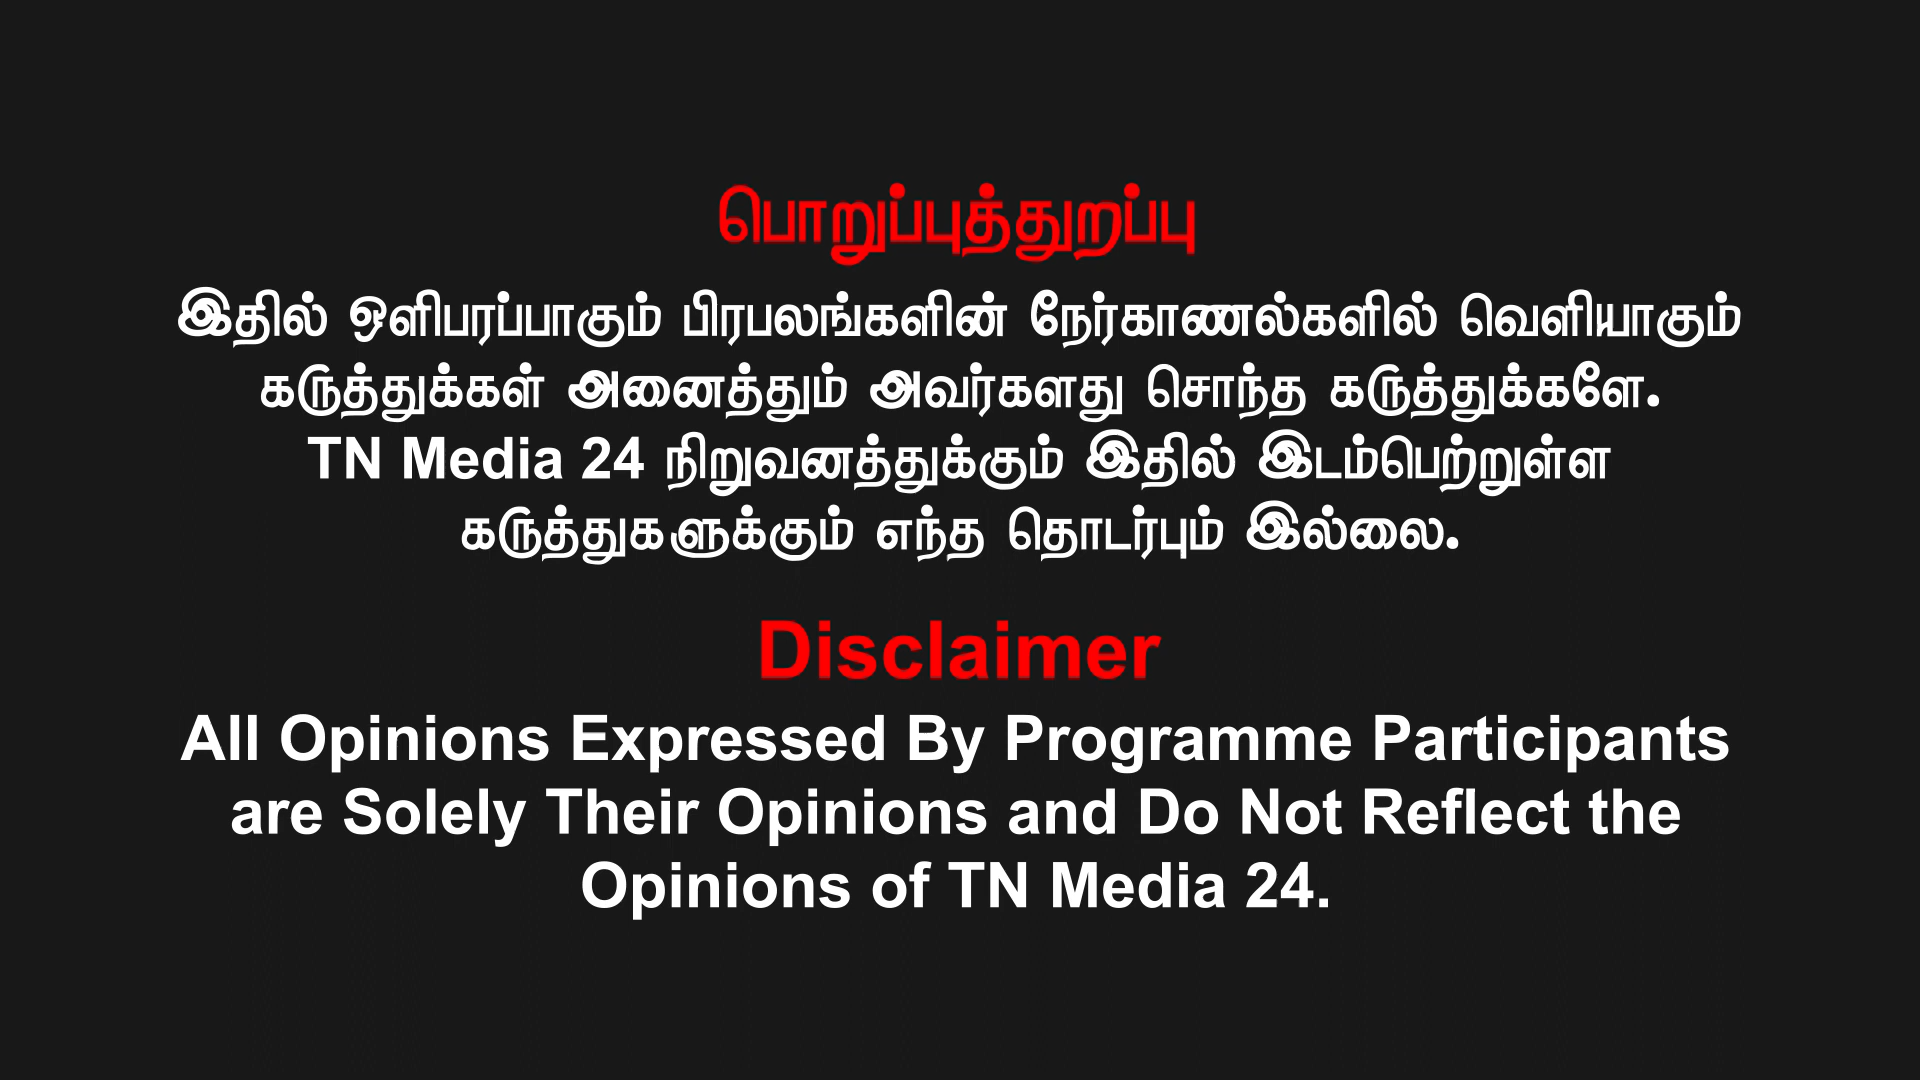 பொறுப்புத்துறப்பு
இதில் ஒளிபரப்பாகும் பிரபலங்களின் நேர்காணல்களில் வெளியாகும்
கருத்துக்கள் அனைத்தும் அவர்களது சொந்த கருத்துக்களே.
TN Media 24 நிறுவனத்துக்கும் இதில் இடம்பெற்றுள்ள
கருத்துகளுக்கும் எந்த தொடர்பும் இல்லை.
Disclaimer
All Opinions Expressed By Programme Participants
are Solely Their Opinions and Do Not Reflect the
Opinions of TN Media 24.